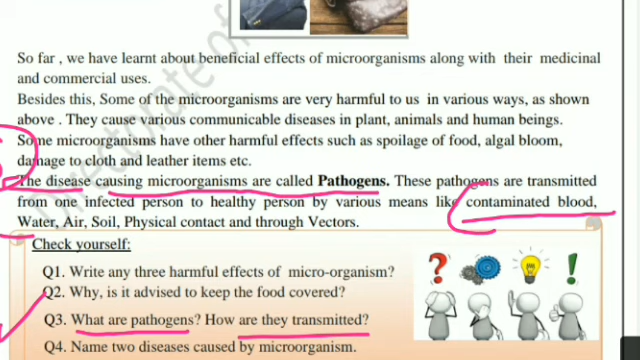 So far , we have learnt about beneficial effects of microorganisms along with their medicinal
and commercial uses.
Besides this, Some of the microorganisms are very harmful to us in various ways, as shown
above . They cause various communicable diseases in plant, animals and human beings.
Some microorganisms have other harmful effects such as spoilage of food, algal bloom,
damage to cloth and leather items etc.
The disease causing microorganisms are called Pathogens. These pathogens are transmitted
from one infected person to healthy person by various means like contaminated blood,
Water, Air, Soil, Physical contact and through Vectors.
Check yourself:
Q1. Write any three harmful effects of micro-organism?
Q2. Why, is it advised to keep the food covered?
Q3. What are pathogens? How are they transmitted?
Q4. Name two diseases caused by microorganism.
Directorate of